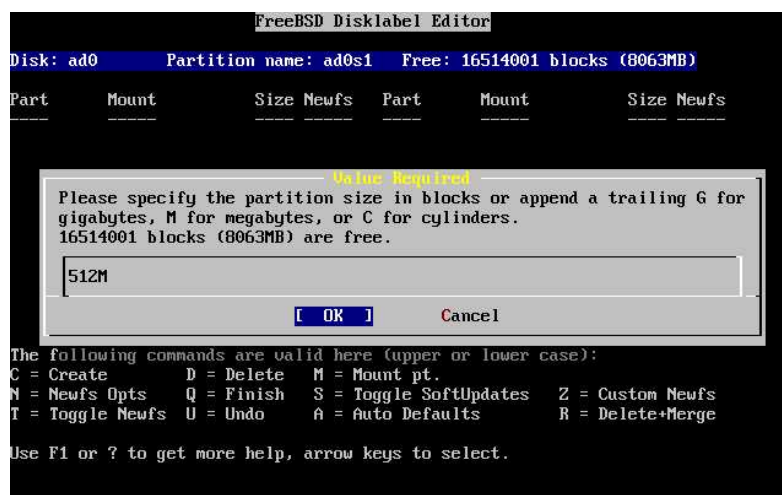 FreeBSD Disklabel Editor
Disk: ad0 Partition name: ad0s1 Free: 16514001 blocks (8063MB)
Part Mount Size Newfs Part Mount Size Newfs
---- ----- ---- ----- ---- ----- ---- -----
Value Required
Please specify the partition size in blocks or append a trailing G for
gigabytes, M for megabytes, or C for cylinders.
16514001 blocks (8063MB) are free.
512M
[ OK ] Cancel
The following commands are valid here (upper or lower case):
C = Create D = Delete M = Mount pt.
N = Newfs Opts Q = Finish S = Toggle SoftUpdates Z = Custom Newfs
T = Toggle Newfs U = Undo A = Auto Defaults R = Delete+Merge
Use F1 or ? to get more help, arrow keys to select.